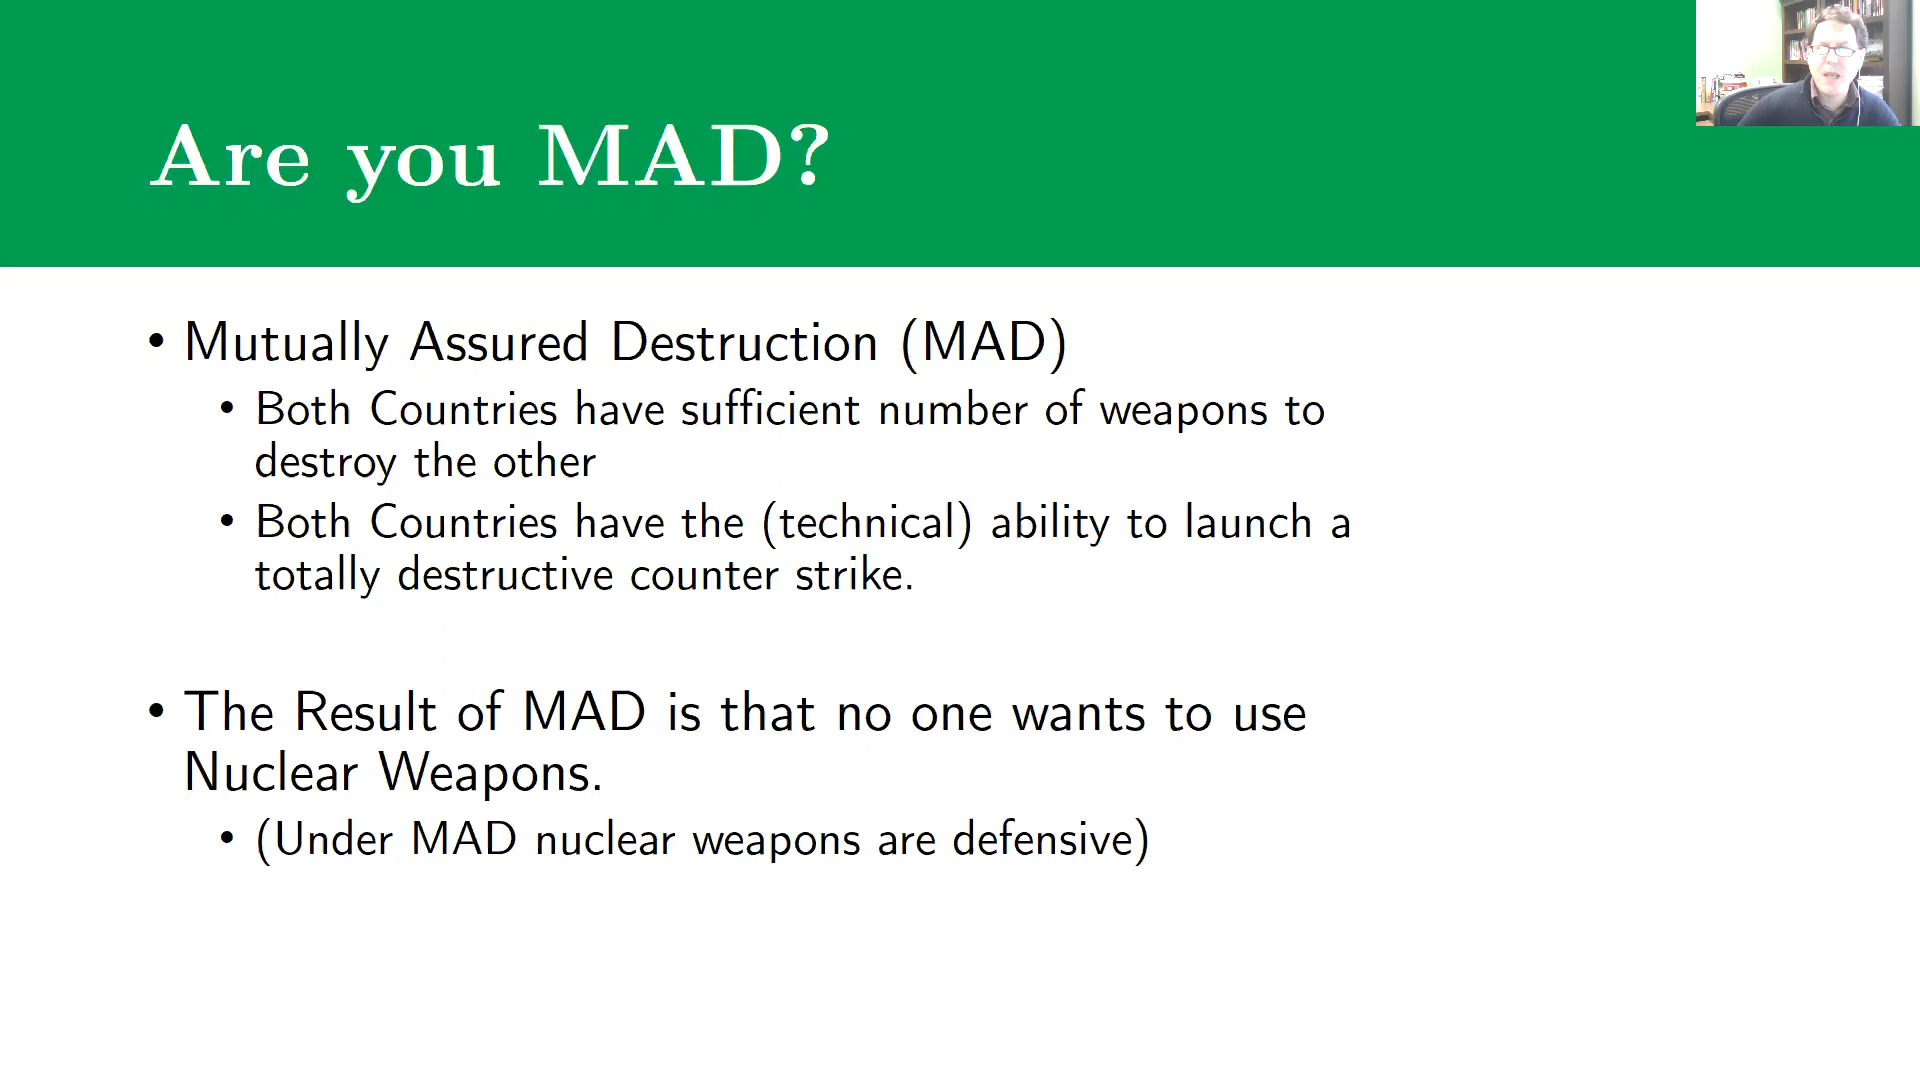 Are you MAD?
• Mutually Assured Destruction (MAD)
• Both Countries have sufficient number of weapons to
destroy the other
• Both Countries have the (technical) ability to launch a
totally destructive counter strike.
• The Result of MAD is that no one wants to use
Nuclear Weapons.
• (Under MAD nuclear weapons are defensive)